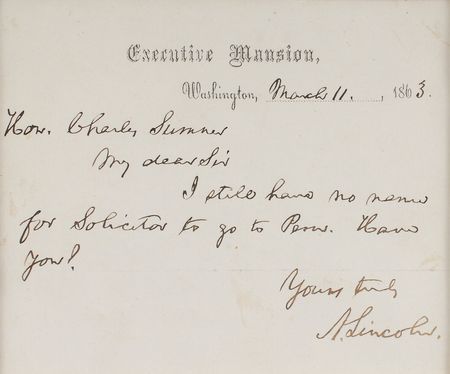 Executive Mansion,
Washington, March 11, 1863.
Hon. Charles Sumner
My dear Sir
I still have no name
for Solicitor to go to Peru. Have
you?
Yours truly
A. Lincoln.